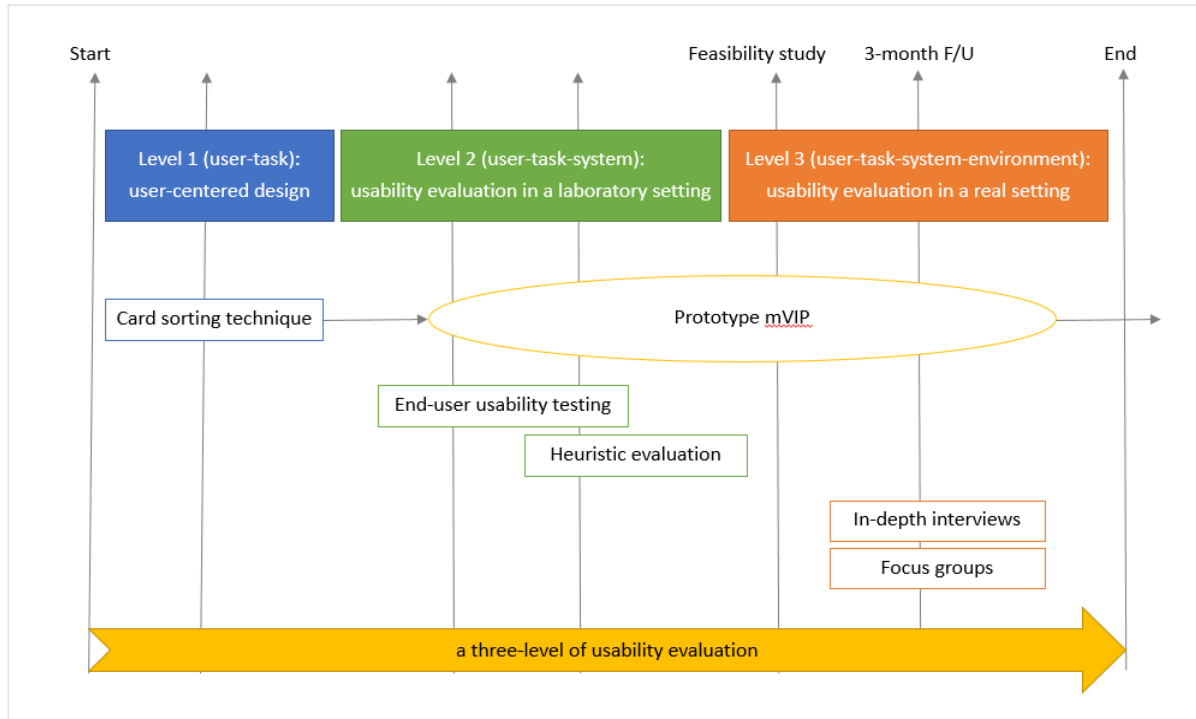 Start
Feasibility study
3-month F/U
End
Level 1 (user-task):
user-centered design
Level 2 (user-task-system):
usability evaluation in a laboratory setting
Level 3 (user-task-system-environment):
usability evaluation in a real setting
Card sorting technique
Prototype mVIP
End-user usability testing
Heuristic evaluation
In-depth interviews
Focus groups
a three-level of usability evaluation